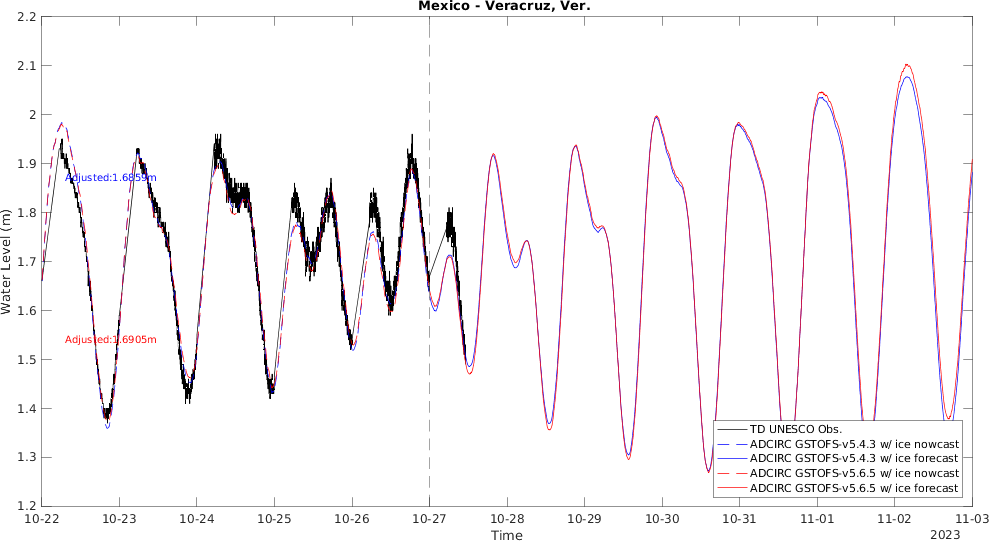 Mexico - Veracruz, Ver.
2.2
2.1
2
1.9
1.8
1.7
1.6
1.5
1.4
1.3
1.2
Water Level (m)
Adjusted:1.6859m
Adjusted:1.6905m
TD UNESCO Obs.
ADCIRC GSTOFS-v5.4.3 w/ ice nowcast
ADCIRC GSTOFS-v5.4.3 w/ ice forecast
ADCIRC GSTOFS-v5.6.5 w/ ice nowcast
ADCIRC GSTOFS-v5.6.5 w/ ice forecast
10-22 10-23 10-24 10-25 10-26 10-27 10-28 10-29 10-30 10-31 11-01 11-02 11-03
Time
2023